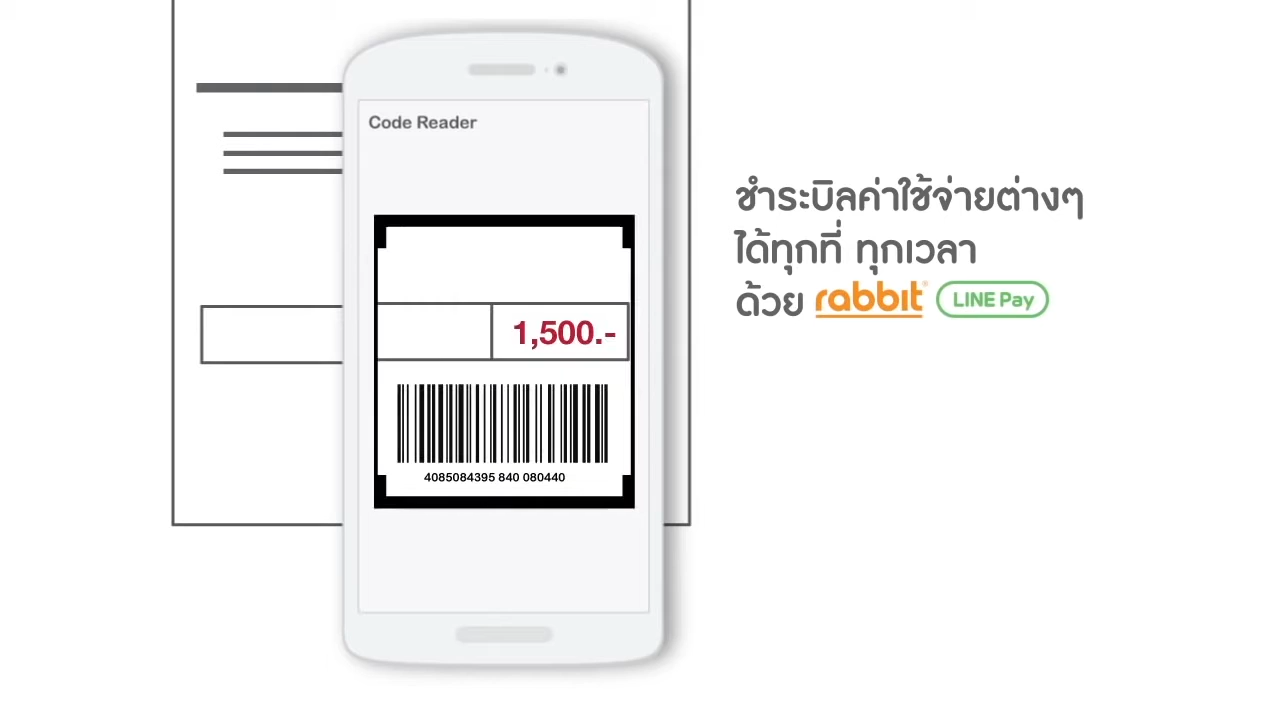 Code Reader
1,500.-
4085084395 840 080440
ชำระบิลค่าใช้จ่ายต่างๆ
ได้ทุกที่ ทุกเวลา
ด้วย rabbit® LINE Pay